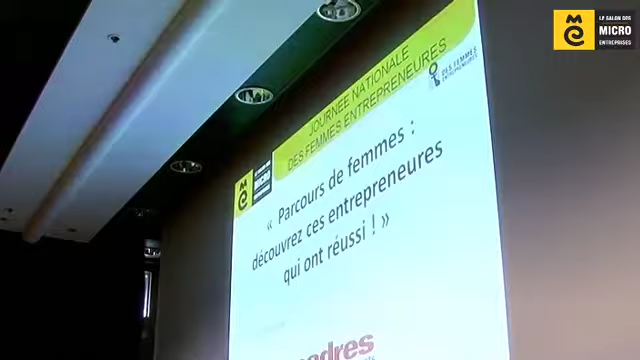 LE SALON DES
MICRO
ENTREPRISES
JOURNÉE NATIONALE
DES FEMMES ENTREPRENEURES
DES FEMMES
ENTREPRENEURES
« Parcours de femmes :
découvrez ces entrepreneures
qui ont réussi ! »